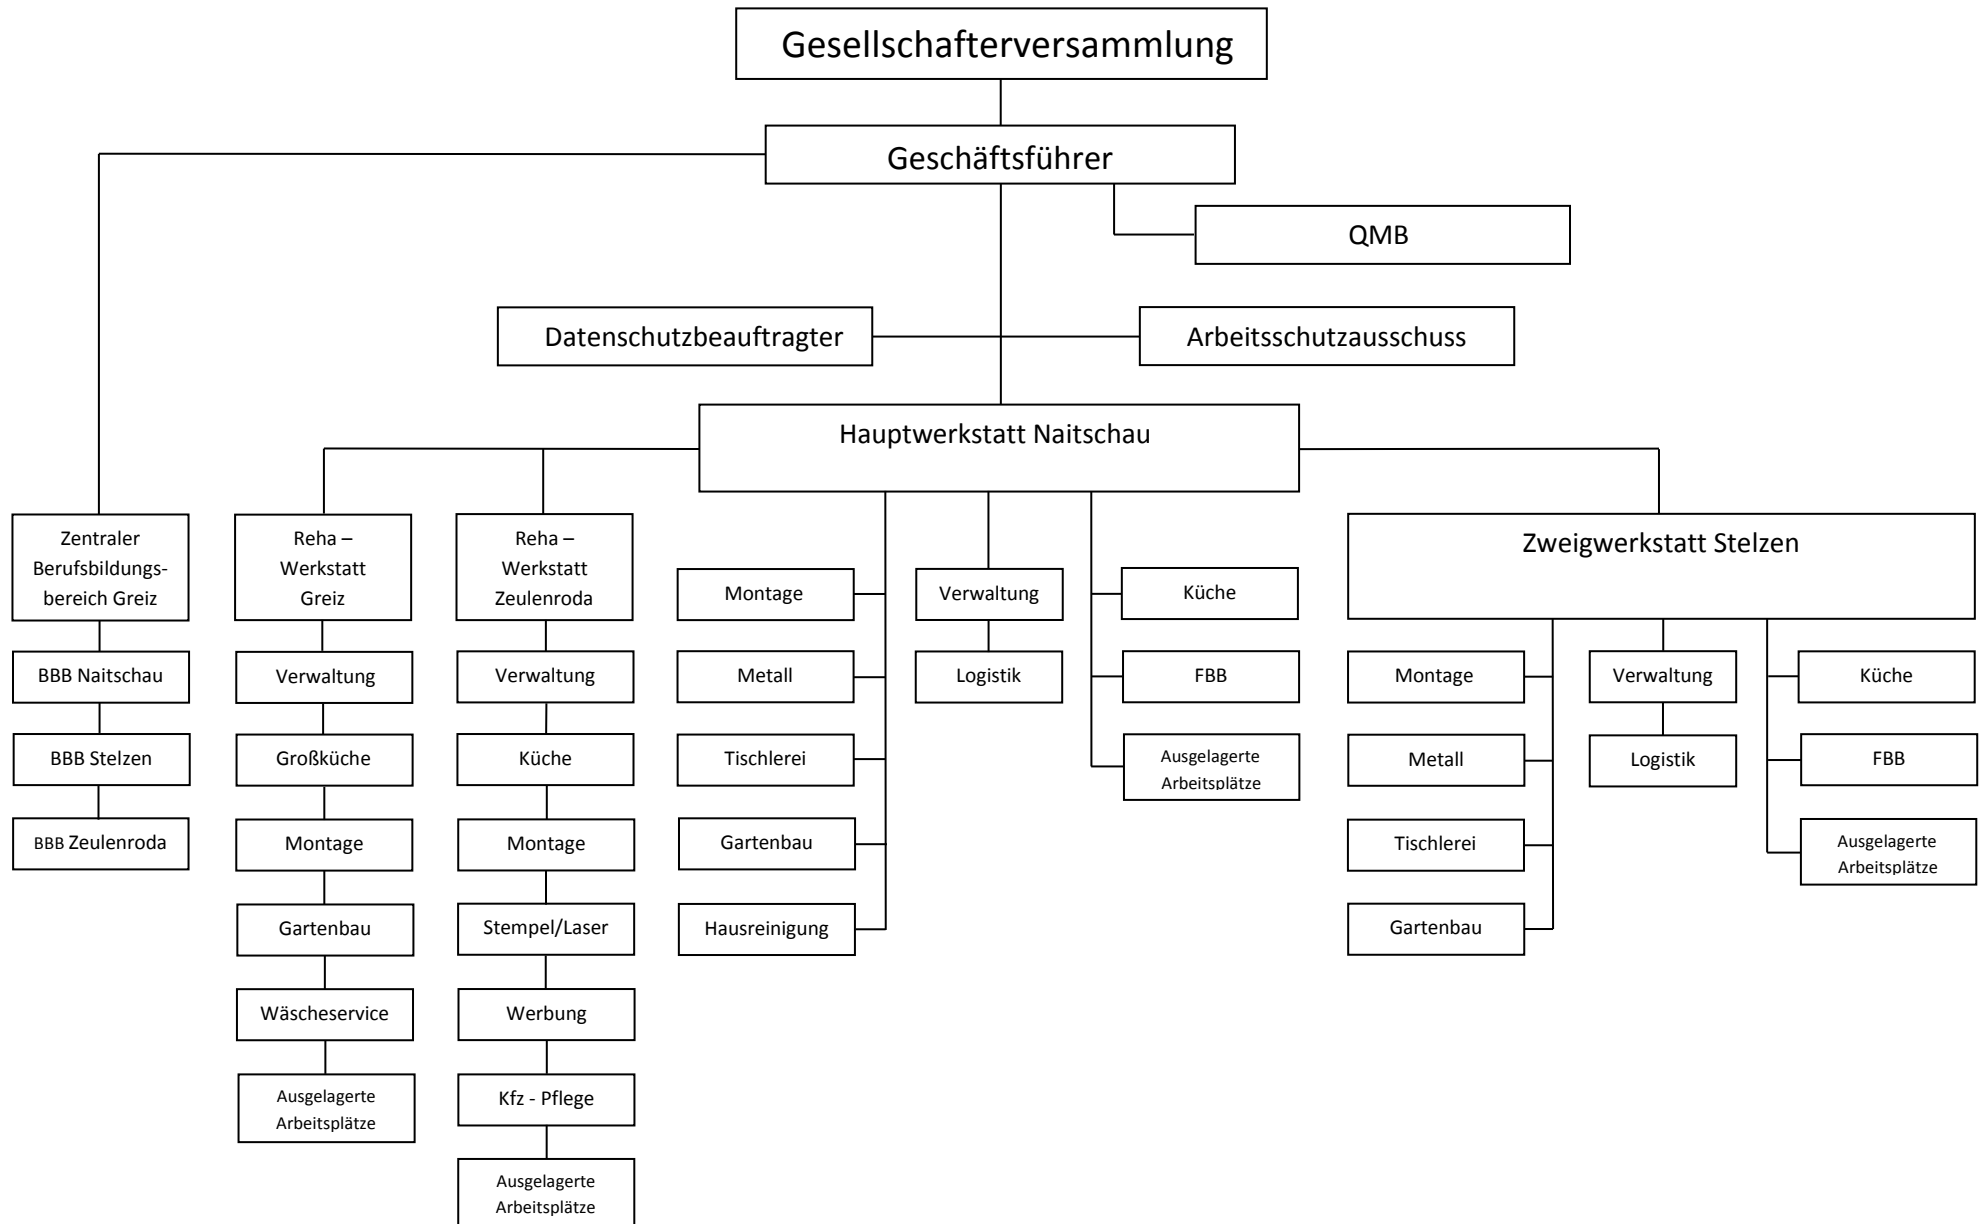 Gesellschafterversammlung
Geschäftsführer
QMB
Datenschutzbeauftragter
Arbeitsschutzausschuss
Hauptwerkstatt Naitschau
Zentraler
Berufsbildungs-
bereich Greiz
BBB Naitschau
BBB Stelzen
BBB Zeulenroda
Reha –
Werkstatt
Greiz
Verwaltung
Großküche
Montage
Gartenbau
Wäscheservice
Ausgelagerte
Arbeitsplätze
Reha –
Werkstatt
Zeulenroda
Verwaltung
Küche
Montage
Stempel/Laser
Werbung
Kfz - Pflege
Ausgelagerte
Arbeitsplätze
Montage
Metall
Tischlerei
Gartenbau
Hausreinigung
Verwaltung
Logistik
Küche
FBB
Ausgelagerte
Arbeitsplätze
Zweigwerkstatt Stelzen
Montage
Metall
Tischlerei
Gartenbau
Verwaltung
Logistik
Küche
FBB
Ausgelagerte
Arbeitsplätze